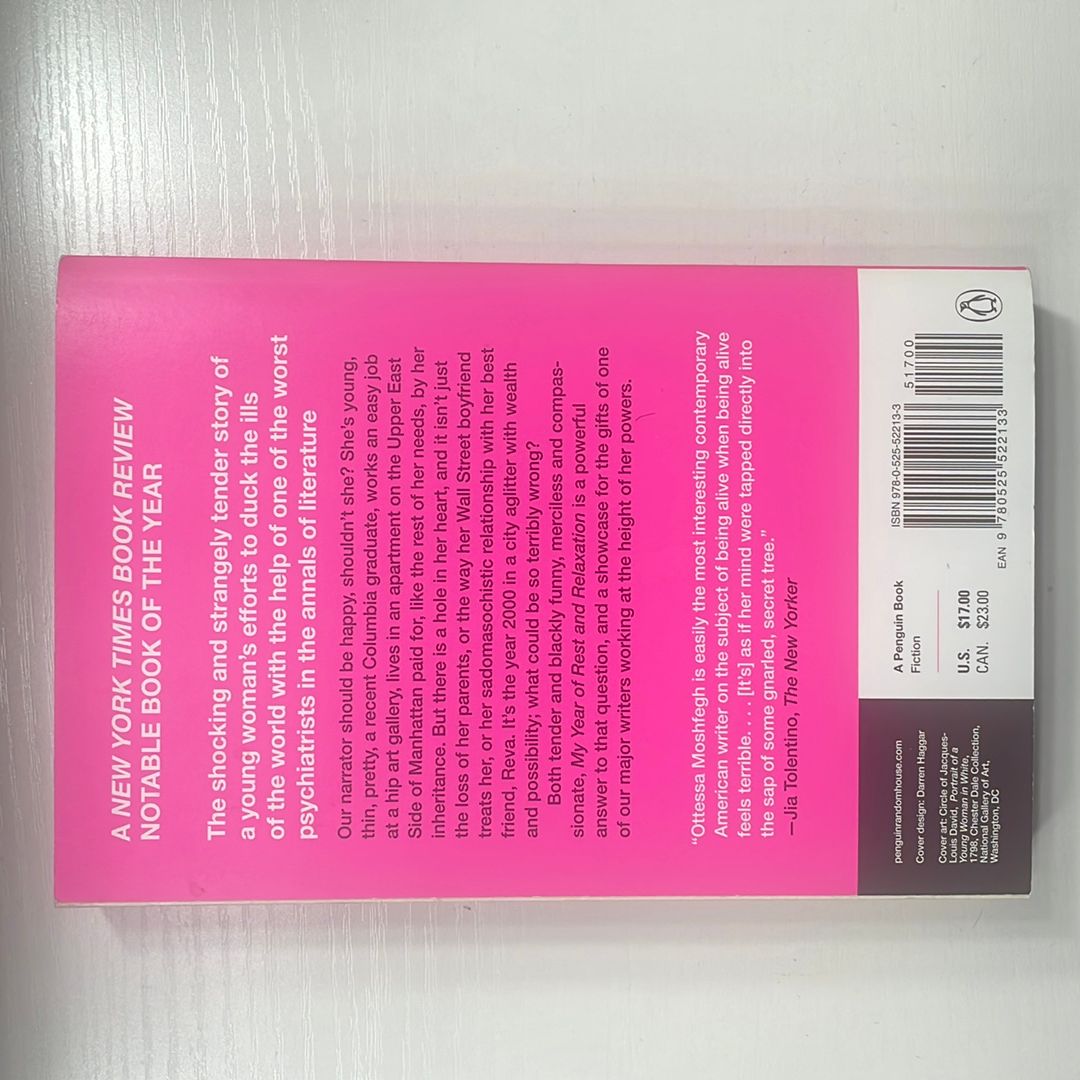 A NEW YORK TIMES BOOK REVIEW
NOTABLE BOOK OF THE YEAR
The shocking and strangely tender story of
a young woman's efforts to duck the ills
of the world with the help of one of the worst
psychiatrists in the annals of literature
Our narrator should be happy, shouldn't she? She's young,
thin, pretty, a recent Columbia graduate, works an easy job
at a hip art gallery, lives in an apartment on the Upper East
Side of Manhattan paid for, like the rest of her needs, by her
inheritance. But there is a hole in her heart, and it isn't just
the loss of her parents, or the way her Wall Street boyfriend
treats her, or her sadomasochistic relationship with her best
friend, Reva. It's the year 2000 in a city aglitter with wealth
and possibility; what could be so terribly wrong?
Both tender and blackly funny, merciless and compas-
sionate, My Year of Rest and Relaxation is a powerful
answer to that question, and a showcase for the gifts of one
of our major writers working at the height of her powers.
"Ottessa Moshfegh is easily the most interesting contemporary
American writer on the subject of being alive when being alive
feels terrible. . . . [It's] as if her mind were tapped directly into
the sap of some gnarled, secret tree."
—Jia Tolentino, The New Yorker
penguinrandomhouse.com
Cover design: Darren Haggar
Cover art: Circle of Jacques-
Louis David, Portrait of a
Young Woman in White,
1798, Chester Dale Collection,
National Gallery of Art,
Washington, DC
A Penguin Book
Fiction
U.S. $17.00
CAN. $23.00
ISBN 978-0-525-52213-3
51700
EAN 9 780525 522133